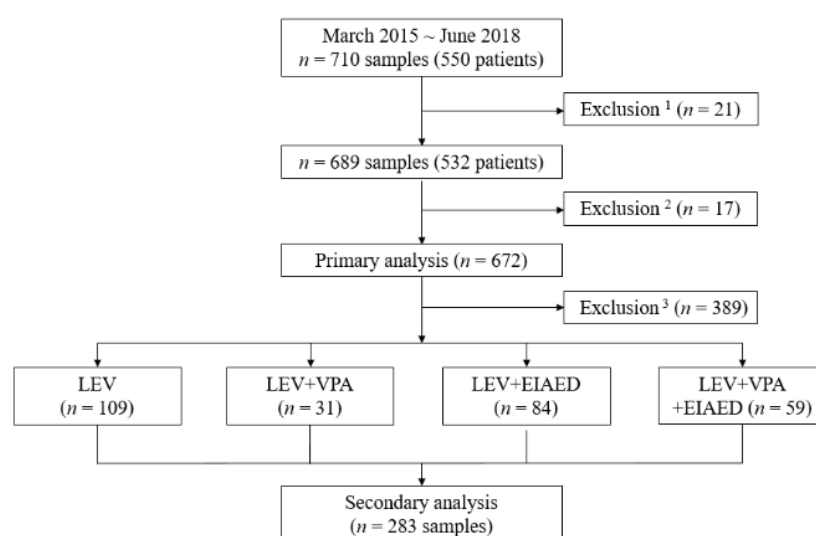 March 2015 ~ June 2018
n = 710 samples (550 patients)
Exclusion 1 (n = 21)
n = 689 samples (532 patients)
Exclusion 2 (n = 17)
Primary analysis (n = 672)
Exclusion 3 (n = 389)
LEV
(n = 109)
LEV+VPA
(n = 31)
LEV+EIAED
(n = 84)
LEV+VPA
+EIAED (n = 59)
Secondary analysis
(n = 283 samples)